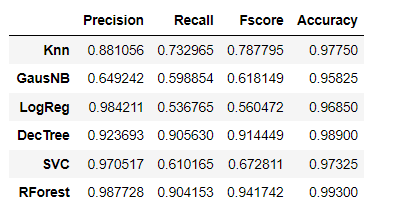 Precision Recall Fscore Accuracy
Knn 0.881056 0.732965 0.787795 0.97750
GausNB 0.649242 0.598854 0.618149 0.95825
LogReg 0.984211 0.536765 0.560472 0.96850
DecTree 0.923693 0.905630 0.914449 0.98900
SVC 0.970517 0.610165 0.672811 0.97325
RForest 0.987728 0.904153 0.941742 0.99300